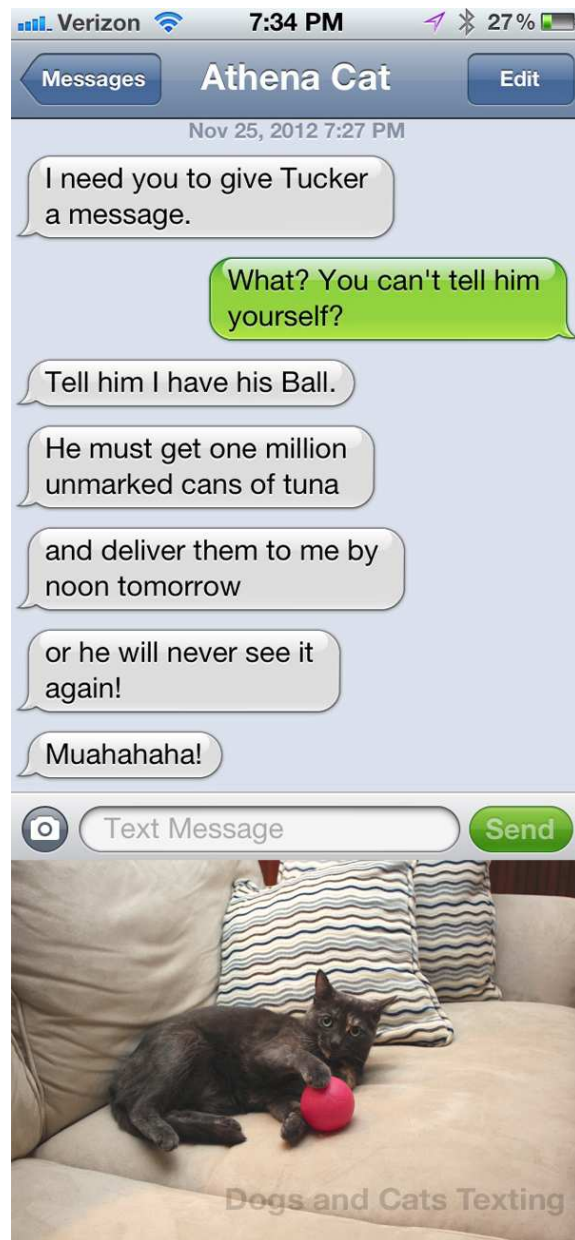 Verizon 7:34 PM 27%
Messages Athena Cat Edit
Nov 25, 2012 7:27 PM
I need you to give Tucker
a message.
What? You can't tell him
yourself?
Tell him I have his Ball.
He must get one million
unmarked cans of tuna
and deliver them to me by
noon tomorrow
or he will never see it
again!
Muahahaha!
Text Message Send
Dogs and Cats Texting